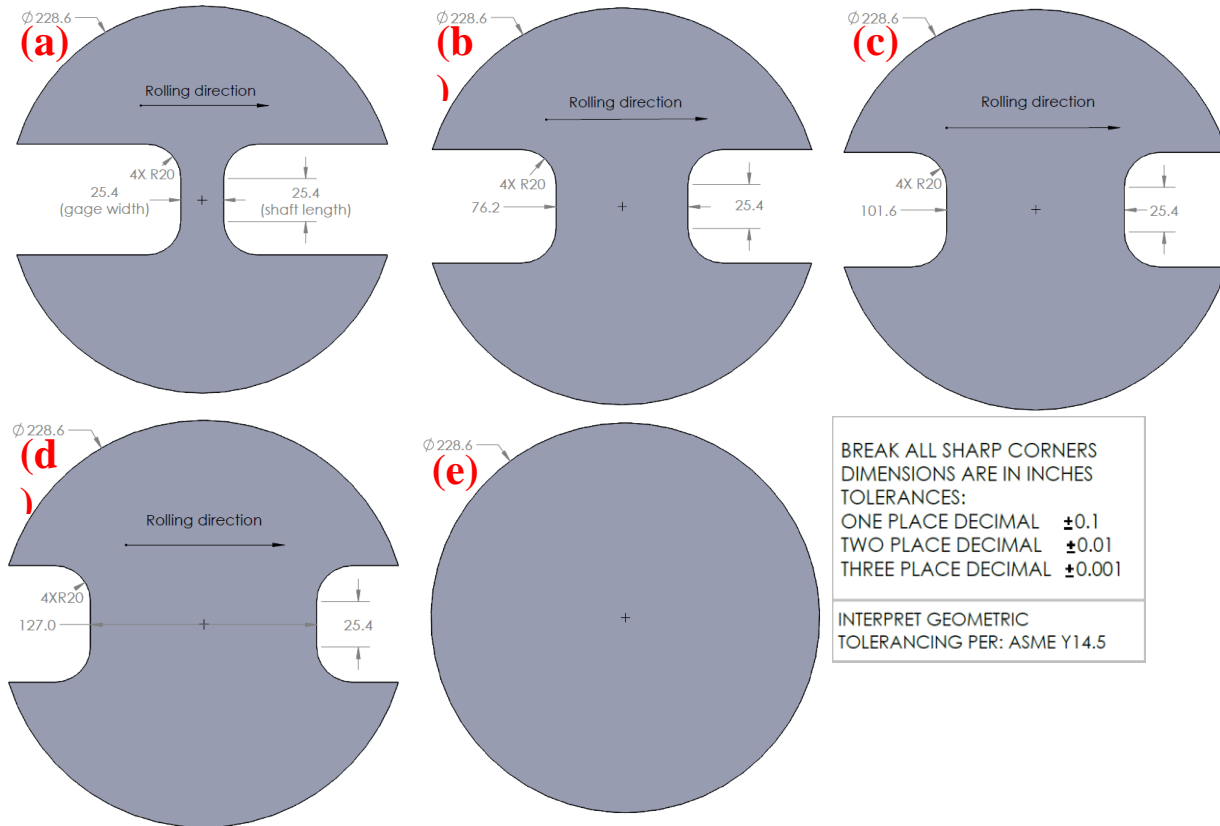 Ø228.6
(a)
Rolling direction
4X R20
25.4
(gage width)
25.4
(shaft length)
Ø228.6
(b
)
Rolling direction
4X R20
76.2
25.4
Ø228.6
(c)
Rolling direction
4X R20
101.6
25.4
Ø228.6
(d
)
Rolling direction
4XR20
127.0
25.4
Ø228.6
(e)
BREAK ALL SHARP CORNERS
DIMENSIONS ARE IN INCHES
TOLERANCES:
ONE PLACE DECIMAL ±0.1
TWO PLACE DECIMAL ±0.01
THREE PLACE DECIMAL ±0.001
INTERPRET GEOMETRIC
TOLERANCING PER: ASME Y14.5